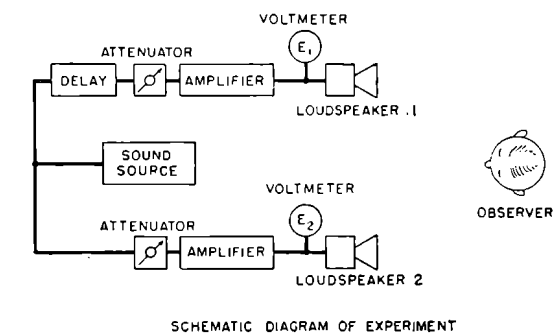 VOLTMETER
ATTENUATOR
E1
DELAY
AMPLIFIER
LOUDSPEAKER .1
SOUND
SOURCE
VOLTMETER
OBSERVER
ATTENUATOR
E2
AMPLIFIER
LOUDSPEAKER 2
SCHEMATIC DIAGRAM OF EXPERIMENT